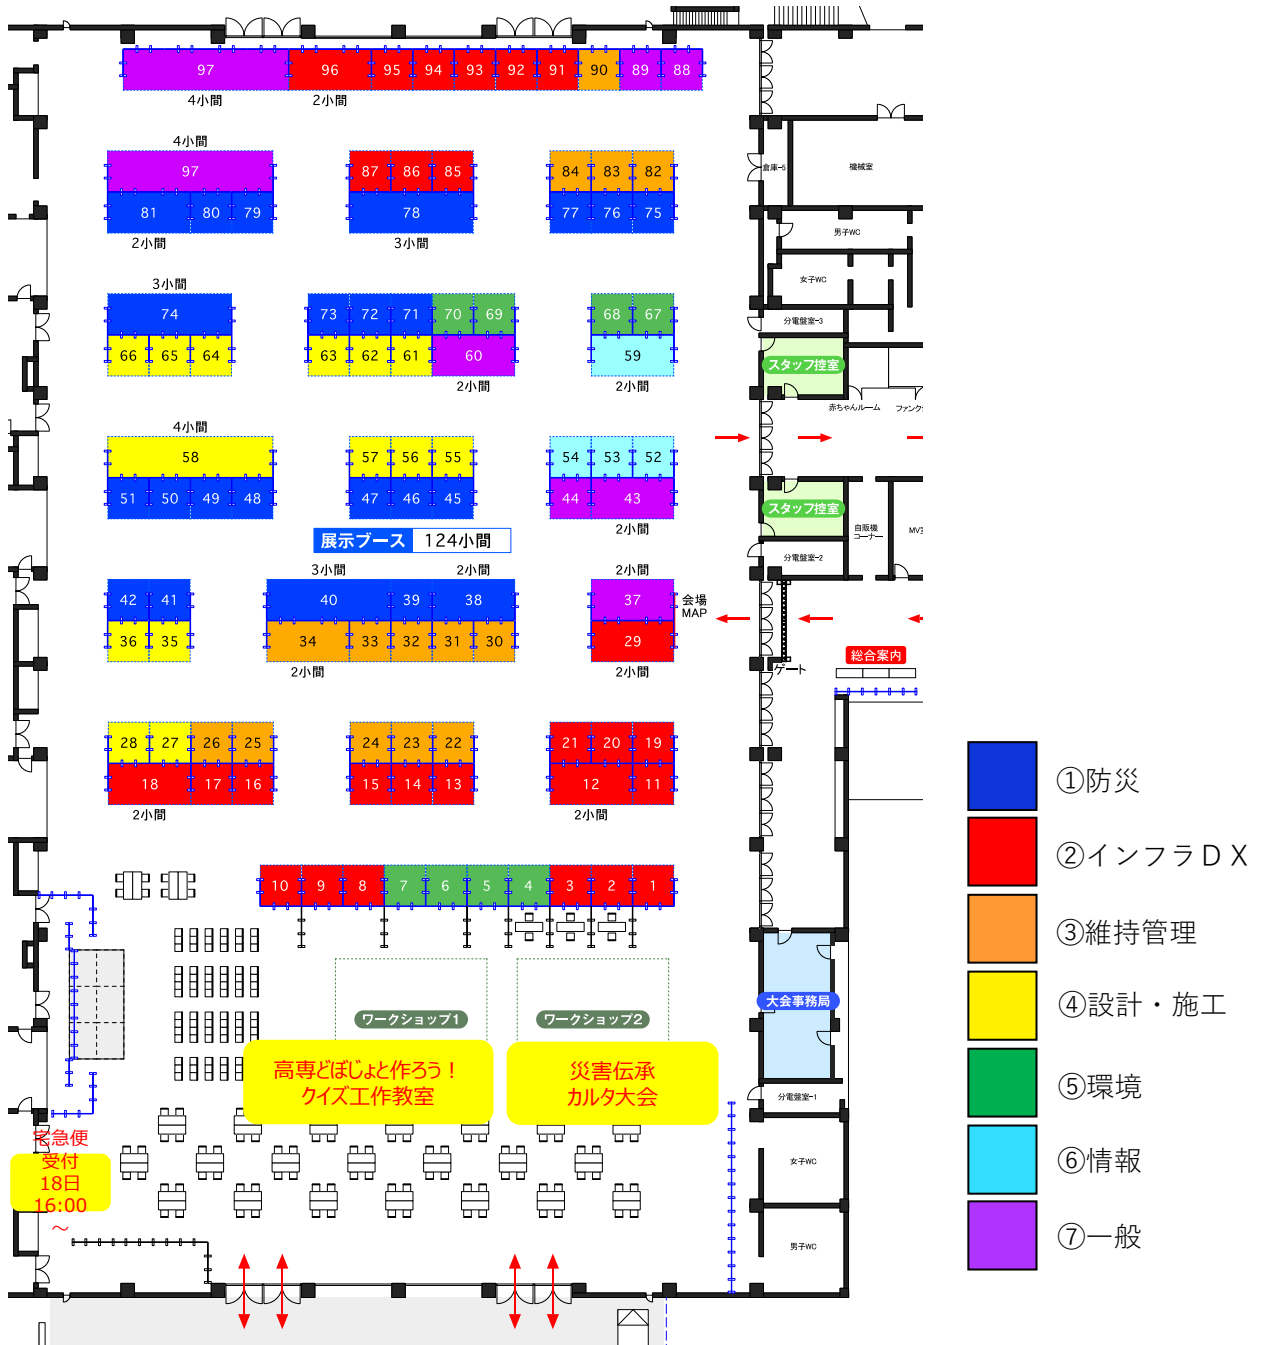 97 96 95 94 93 92 91 90 89 88
4小間 2小間
4小間
97 87 86 85 84 83 82
倉庫-5 機械室
81 80 79 78 77 76 75
男子WC
2小間 3小間
女子WC
3小間
74 73 72 71 70 69 68 67
分電盤室-3
66 65 64 63 62 61 60 59
スタッフ控室
2小間 2小間
赤ちゃんルーム
4小間
58 57 56 55 54 53 52
51 50 49 48 47 46 45 44 43
スタッフ控室
2小間
自販機
コーナー
展示ブース 124小間
分電盤室-2
3小間 2小間 2小間
42 41 40 39 38 37
会場
MAP
36 35 34 33 32 31 30 29
総合案内
2小間 2小間
ゲート
28 27 26 25 24 23 22 21 20 19
18 17 16 15 14 13 12 11
2小間 2小間
①防災
②インフラDX
10 9 8 7 6 5 4 3 2 1
③維持管理
④設計・施工
大会事務局
ワークショップ1 ワークショップ2
高専どぼじょと作ろう！
クイズ工作教室
災害伝承
カルタ大会
⑤環境
分電盤室-1
宅急便
受付
18日
16:00
～
女子WC
⑥情報
男子WC
⑦一般